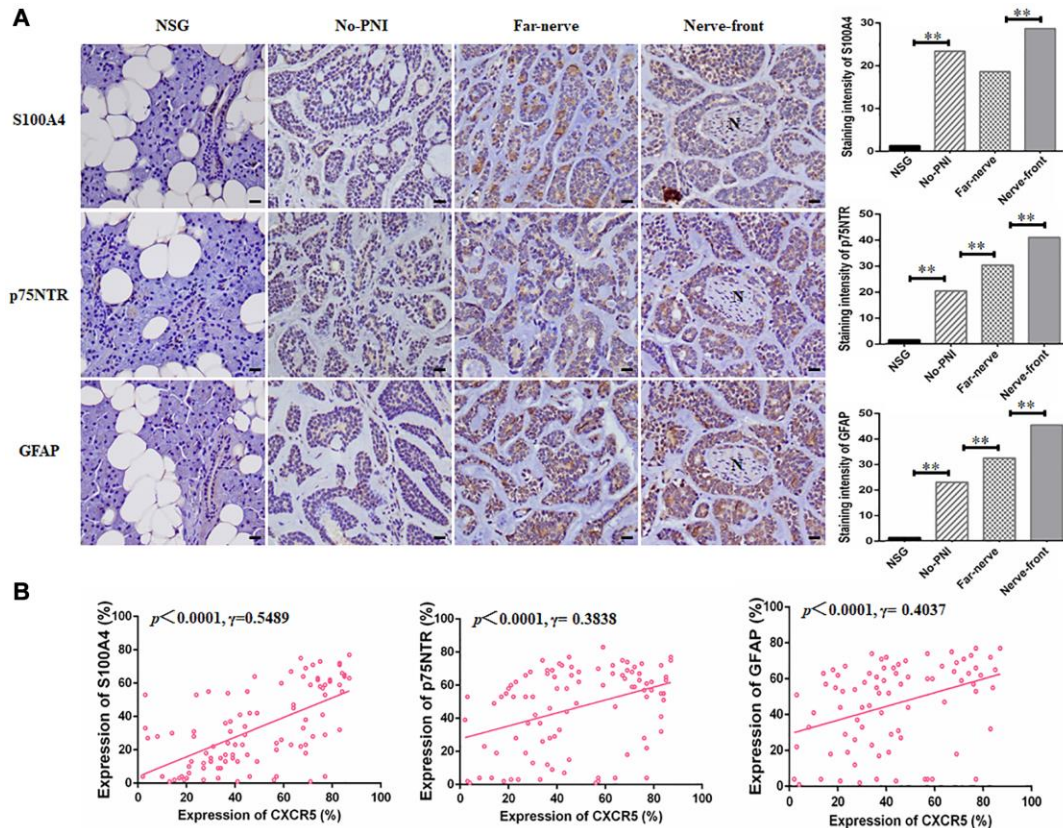 A
NSG
No-PNI
Far-nerve
Nerve-front
S100A4
N
p75NTR
N
GFAP
N
Staining intensity of S100A4
30
20
10
0
**
**
NSG
No-PNI
Far-nerve
Nerve-front
Staining intensity of p75NTR
50
40
30
20
10
0
**
**
**
NSG
No-PNI
Far-nerve
Nerve-front
Staining intensity of GFAP
50
40
30
20
10
0
**
**
**
NSG
No-PNI
Far-nerve
Nerve-front
B
Expression of S100A4 (%)
p<0.0001, γ=0.5489
100
80
60
40
20
0
0 20 40 60 80 100
Expression of CXCR5 (%)
Expression of p75NTR (%)
p<0.0001, γ= 0.3838
100
80
60
40
20
0
0 20 40 60 80 100
Expression of CXCR5 (%)
Expression of GFAP (%)
p<0.0001, γ= 0.4037
100
80
60
40
20
0
0 20 40 60 80 100
Expression of CXCR5 (%)